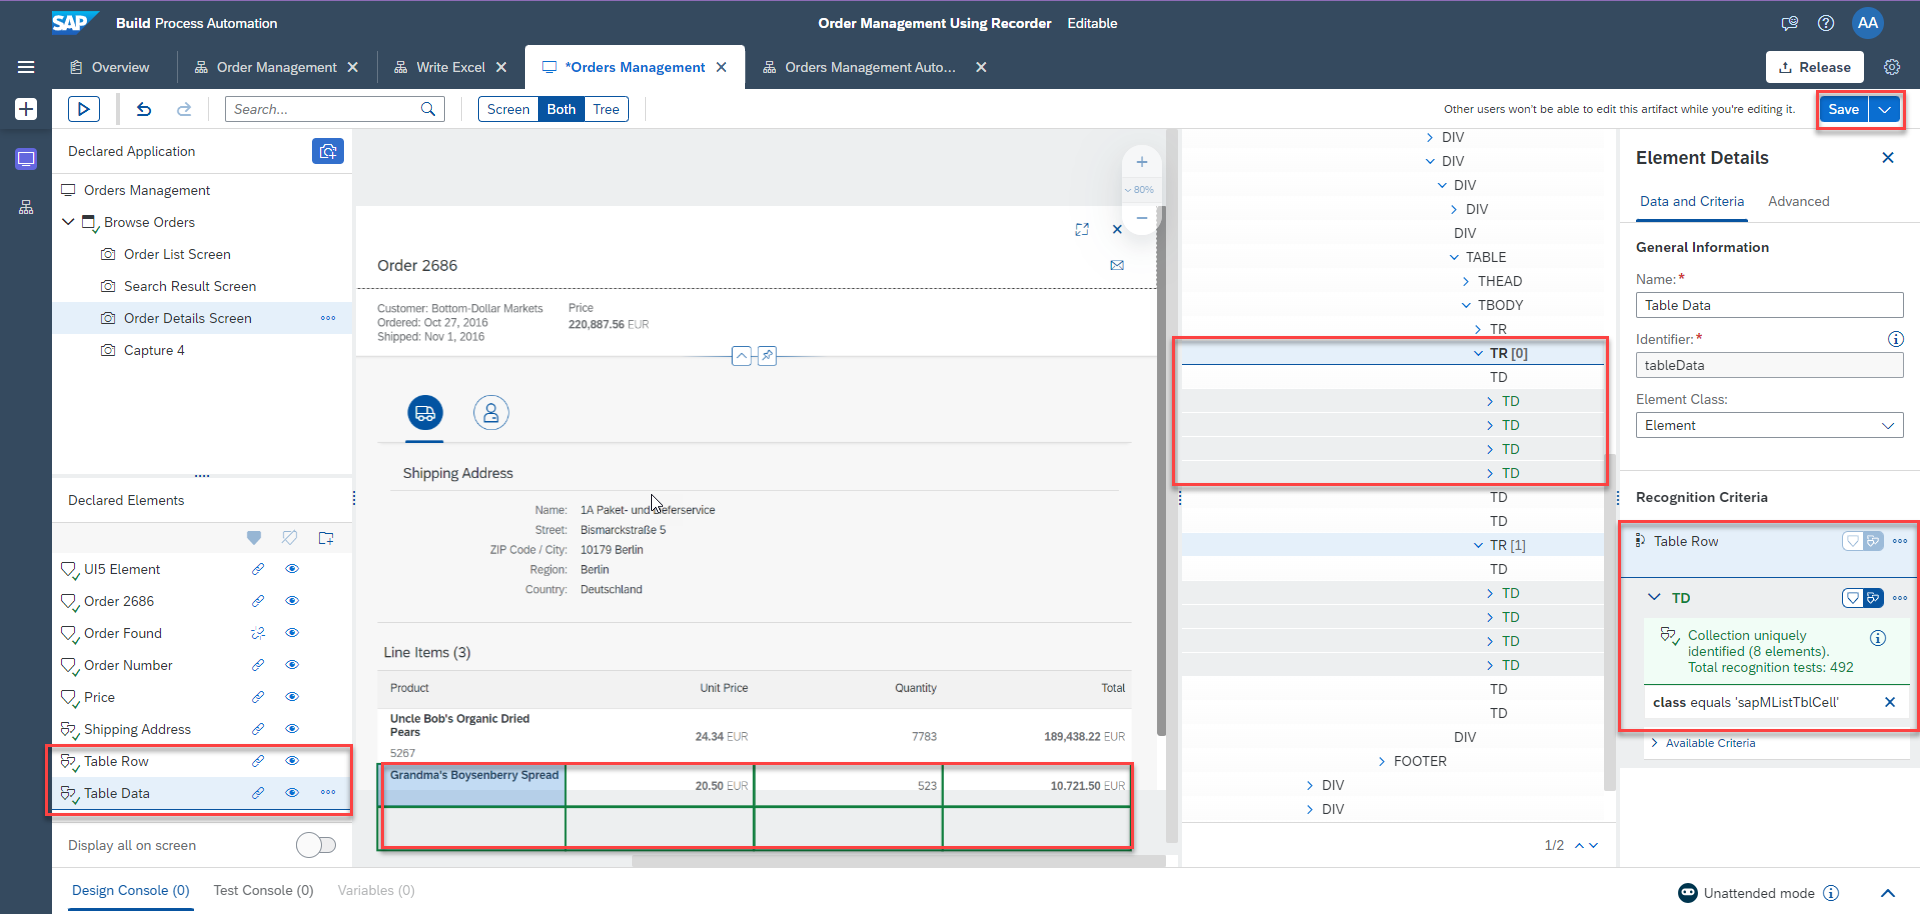 SAP Build Process Automation
Order Management Using Recorder Editable
AA
Overview
Order Management
Write Excel
*Orders Management
Orders Management Auto...
Release
Search...
Screen Both Tree
Other users won't be able to edit this artifact while you're editing it.
Save
Declared Application
Orders Management
Browse Orders
Order List Screen
Search Result Screen
Order Details Screen
Capture 4
Declared Elements
UI5 Element
Order 2686
Order Found
Order Number
Price
Shipping Address
Table Row
Table Data
Display all on screen
80%
Order 2686
Customer: Bottom-Dollar Markets
Ordered: Oct 27, 2016
Shipped: Nov 1, 2016
Price
220,887.56 EUR
Shipping Address
Name: 1A Paket- und eferservice
Street: Bismarckstraße 5
ZIP Code / City: 10179 Berlin
Region: Berlin
Country: Deutschland
Line Items (3)
Product Unit Price Quantity Total
Uncle Bob's Organic Dried
Pears
5267
24.34 EUR 7783 189,438.22 EUR
Grandma's Boysenberry Spread
20.50 EUR 523 10.721.50 EUR
DIV
DIV
DIV
DIV
DIV
TABLE
THEAD
TBODY
TR
TR [0]
TD
TD
TD
TD
TD
TD
TD
TR [1]
TD
TD
TD
TD
TD
TD
TD
DIV
FOOTER
DIV
DIV
1/2
Element Details
Data and Criteria Advanced
General Information
Name:*
Table Data
Identifier:*
tableData
Element Class:
Element
Recognition Criteria
Table Row
TD
Collection uniquely
identified (8 elements).
Total recognition tests: 492
class equals 'sapMListTblCell'
Available Criteria
Design Console (0) Test Console (0) Variables (0)
Unattended mode